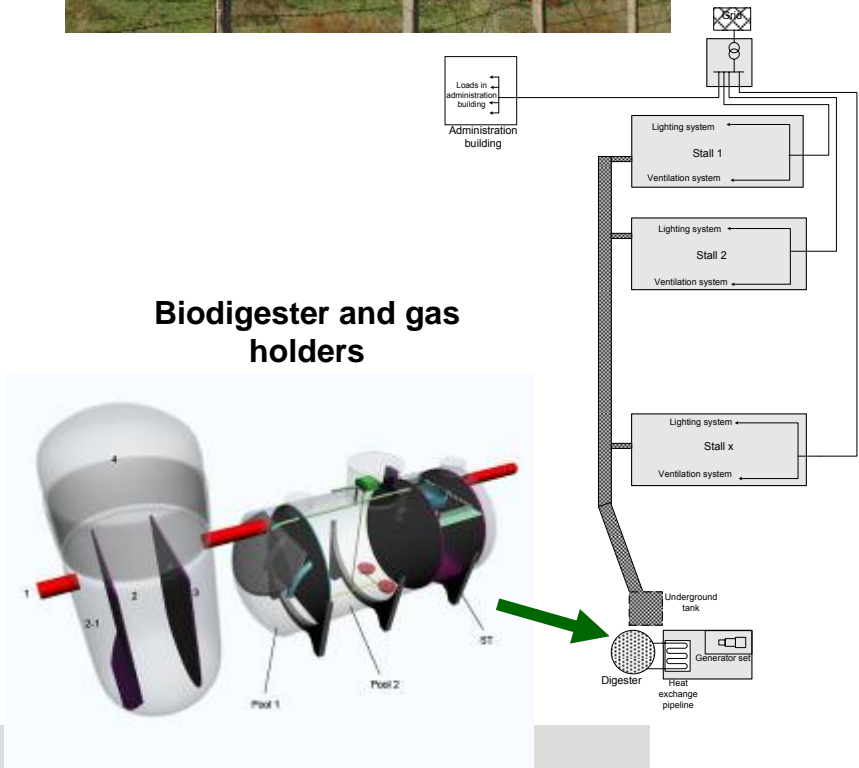 Grid
Loads in
administration
building
Administration
building
Lighting system
Stall 1
Ventilation system
Lighting system
Stall 2
Ventilation system
Biodigester and gas
holders
Lighting system
Stall x
Ventilation system
4
1
2
3
2-1
ST
Pool 2
Pool 1
Underground
tank
Generator set
Digester
Heat
exchange
pipeline